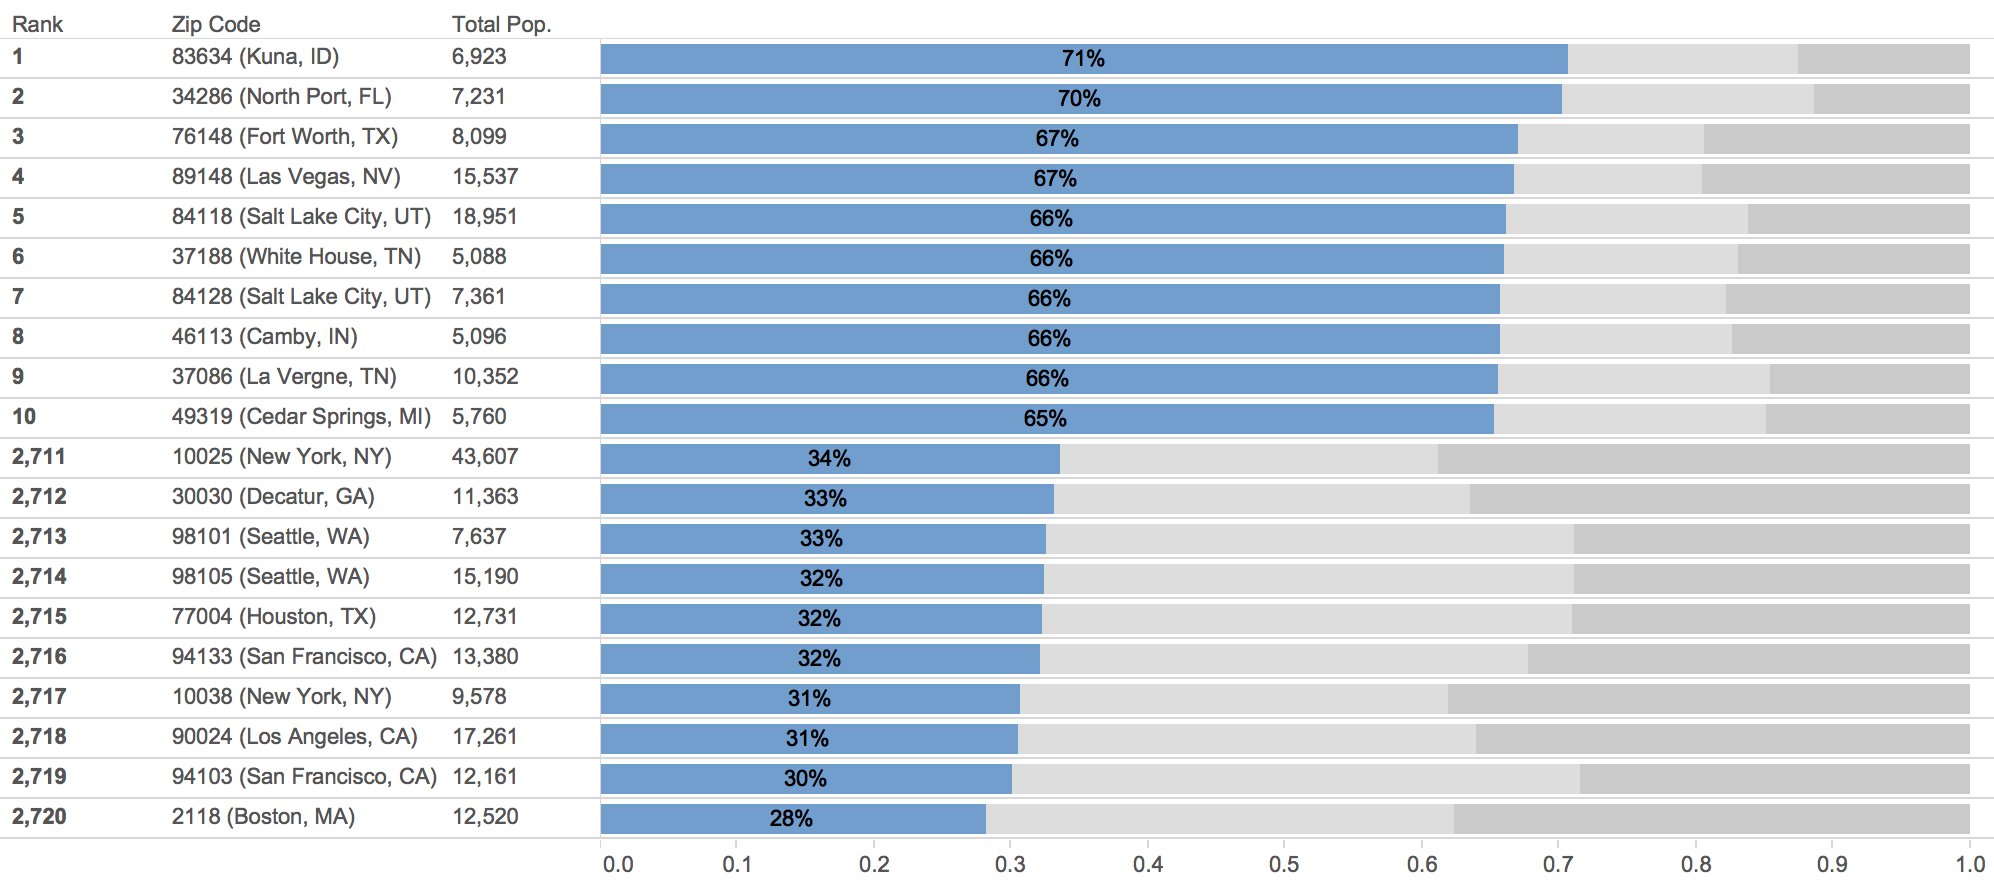 Rank Zip Code Total Pop.
1 83634 (Kuna, ID) 6,923 71%
2 34286 (North Port, FL) 7,231 70%
3 76148 (Fort Worth, TX) 8,099 67%
4 89148 (Las Vegas, NV) 15,537 67%
5 84118 (Salt Lake City, UT) 18,951 66%
6 37188 (White House, TN) 5,088 66%
7 84128 (Salt Lake City, UT) 7,361 66%
8 46113 (Camby, IN) 5,096 66%
9 37086 (La Vergne, TN) 10,352 66%
10 49319 (Cedar Springs, MI) 5,760 65%
2,711 10025 (New York, NY) 43,607 34%
2,712 30030 (Decatur, GA) 11,363 33%
2,713 98101 (Seattle, WA) 7,637 33%
2,714 98105 (Seattle, WA) 15,190 32%
2,715 77004 (Houston, TX) 12,731 32%
2,716 94133 (San Francisco, CA) 13,380 32%
2,717 10038 (New York, NY) 9,578 31%
2,718 90024 (Los Angeles, CA) 17,261 31%
2,719 94103 (San Francisco, CA) 12,161 30%
2,720 2118 (Boston, MA) 12,520 28%
0.0 0.1 0.2 0.3 0.4 0.5 0.6 0.7 0.8 0.9 1.0